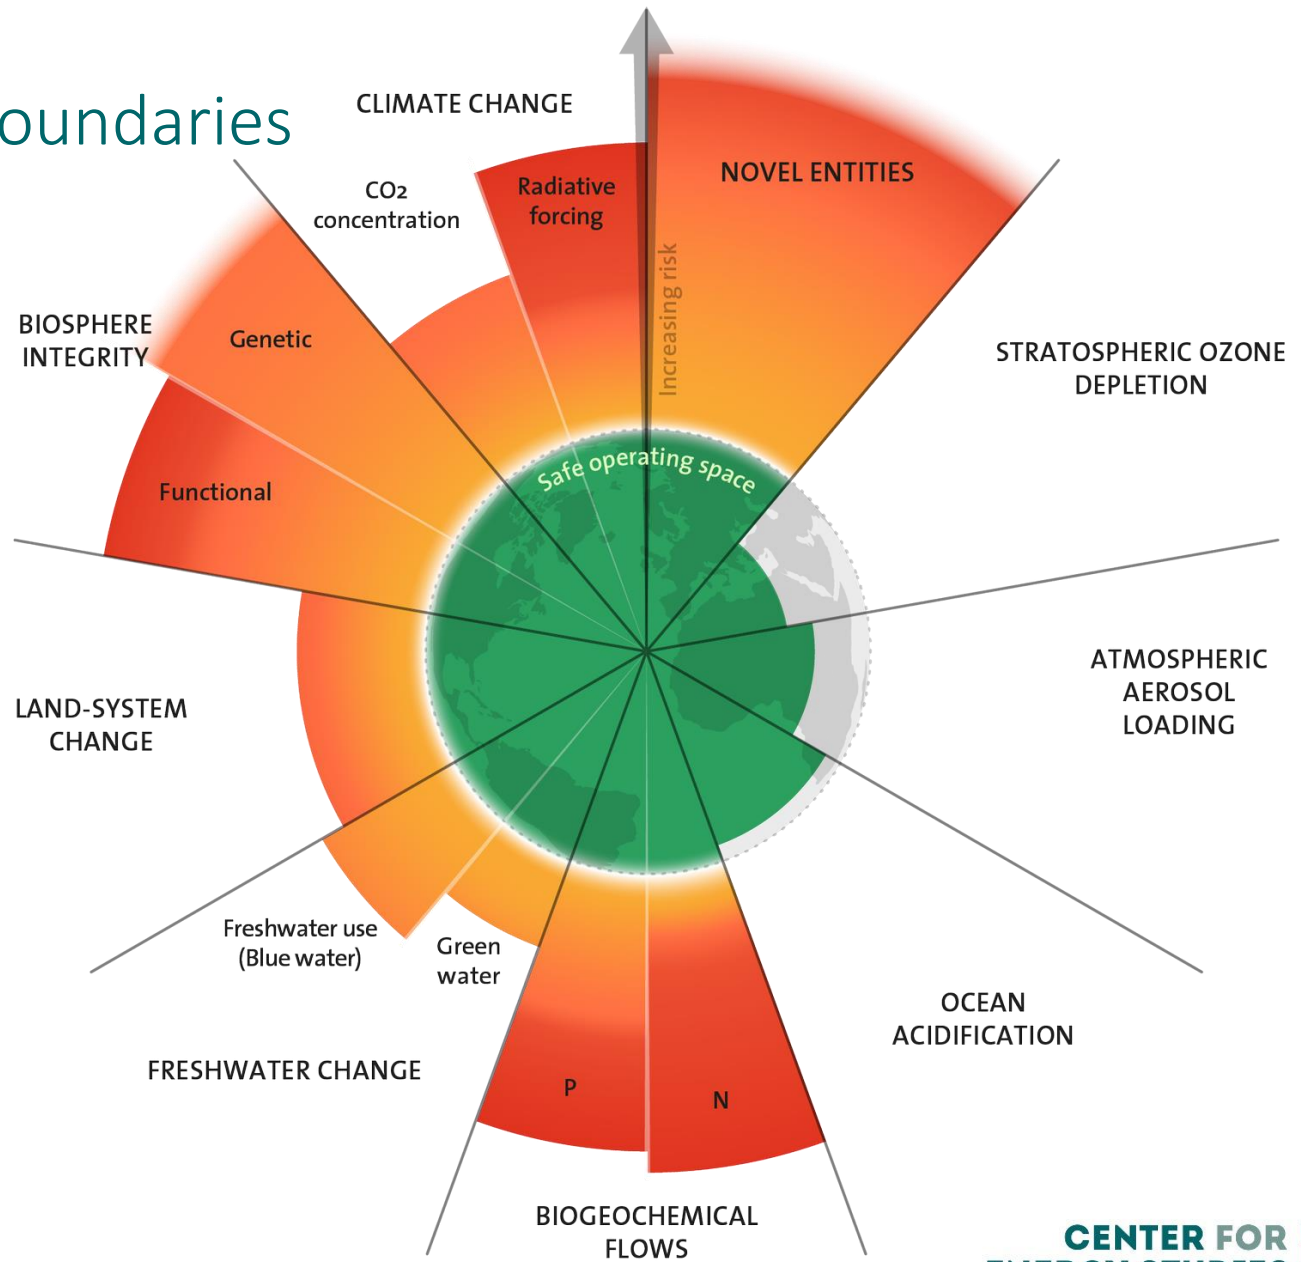 oundaries
CLIMATE CHANGE
CO2
concentration
Radiative
forcing
NOVEL ENTITIES
Increasing risk
STRATOSPHERIC OZONE
DEPLETION
BIOSPHERE
INTEGRITY
Genetic
Functional
Safe operating space
ATMOSPHERIC
AEROSOL
LOADING
LAND-SYSTEM
CHANGE
Freshwater use
(Blue water)
Green
water
FRESHWATER CHANGE
OCEAN
ACIDIFICATION
P
N
BIOGEOCHEMICAL
FLOWS
CENTER FOR